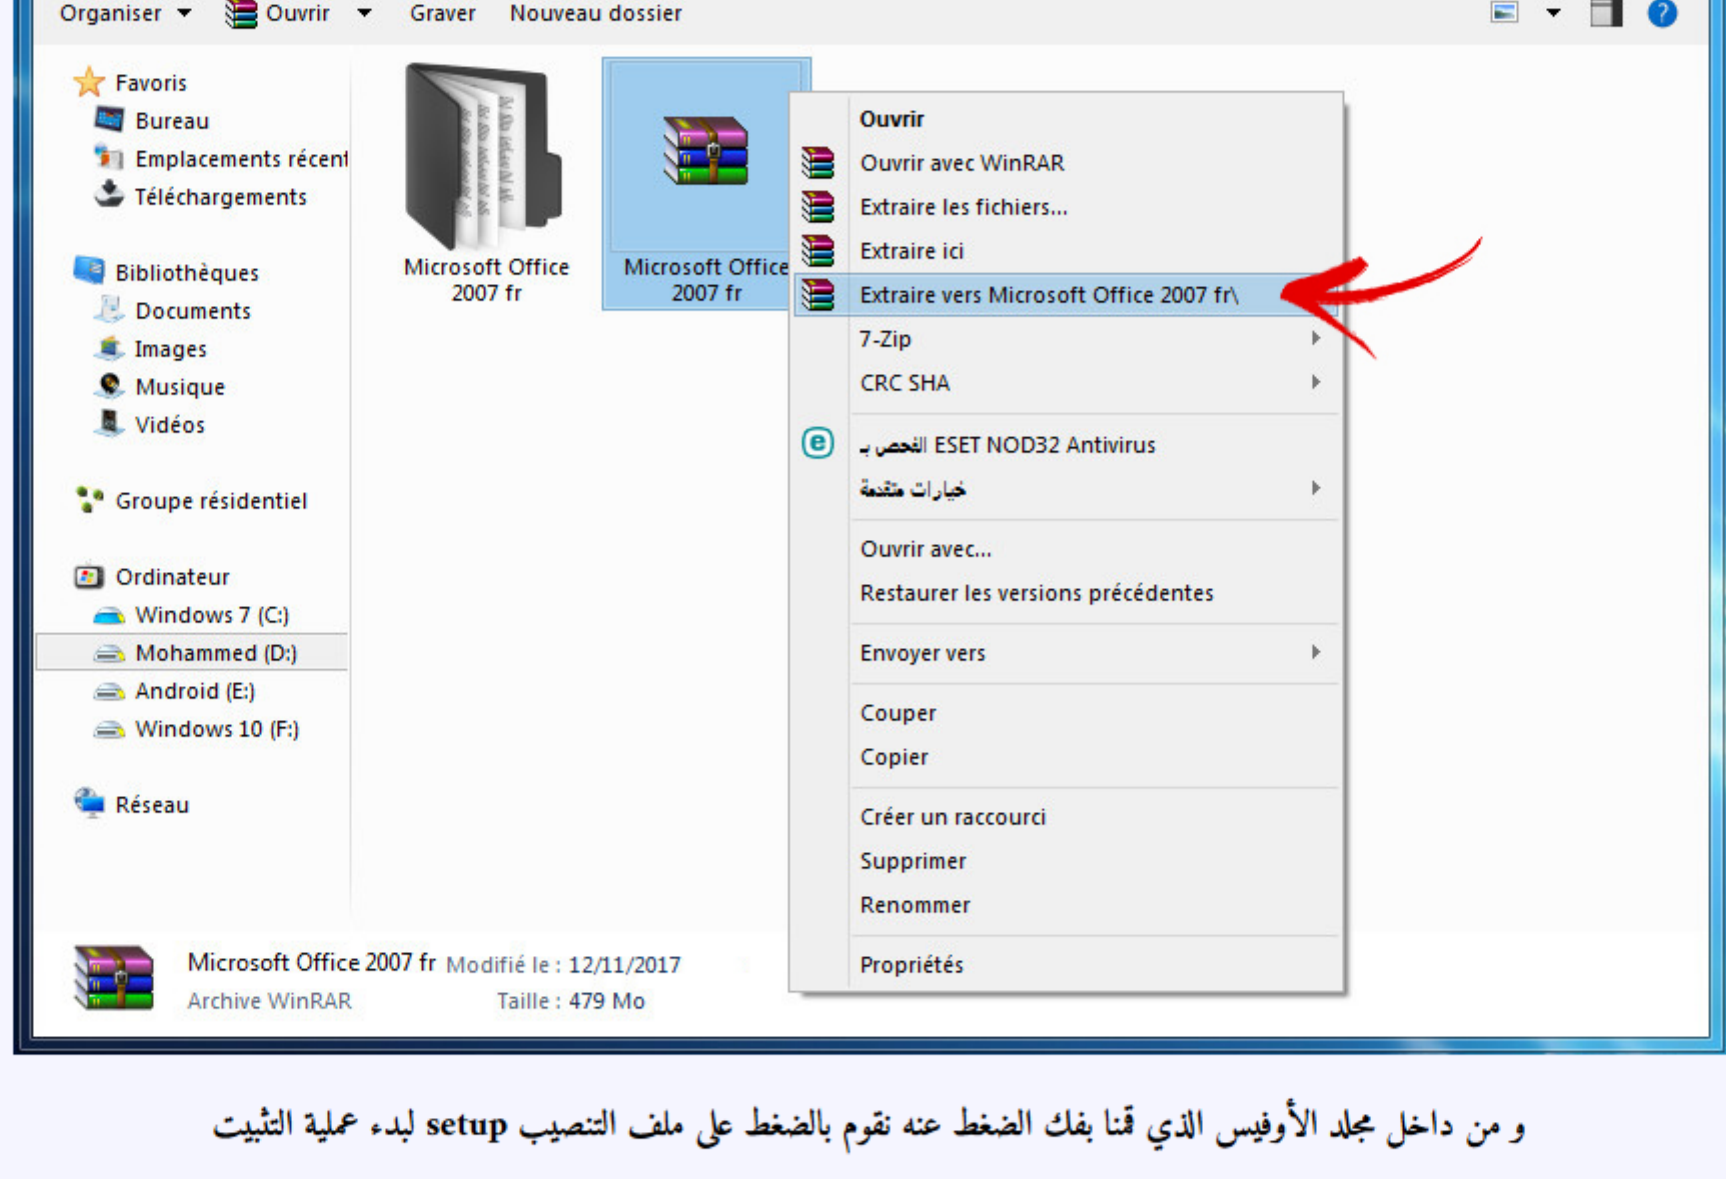 Organiser Ouvrir Graver Nouveau dossier
Favoris
Bureau
Emplacements récent
Téléchargements
Bibliothèques
Documents
Images
Musique
Vidéos
Groupe résidentiel
Ordinateur
Windows 7 (C:)
Mohammed (D:)
Android (E:)
Windows 10 (F:)
Réseau
Microsoft Office
2007 fr
Microsoft Office
2007 fr
Ouvrir
Ouvrir avec WinRAR
Extraire les fichiers...
Extraire ici
Extraire vers Microsoft Office 2007 fr\
7-Zip
CRC SHA
الفحص بـ ESET NOD32 Antivirus
خيارات متقدمة
Ouvrir avec...
Restaurer les versions précédentes
Envoyer vers
Couper
Copier
Créer un raccourci
Supprimer
Renommer
Propriétés
Microsoft Office 2007 fr Modifié le : 12/11/2017
Archive WinRAR Taille : 479 Mo
و من داخل مجلد الأوفيس الذي قمنا بفك الضغط عنه نقوم بالضغط على ملف التنصيب setup لبدء عملية التثبيت